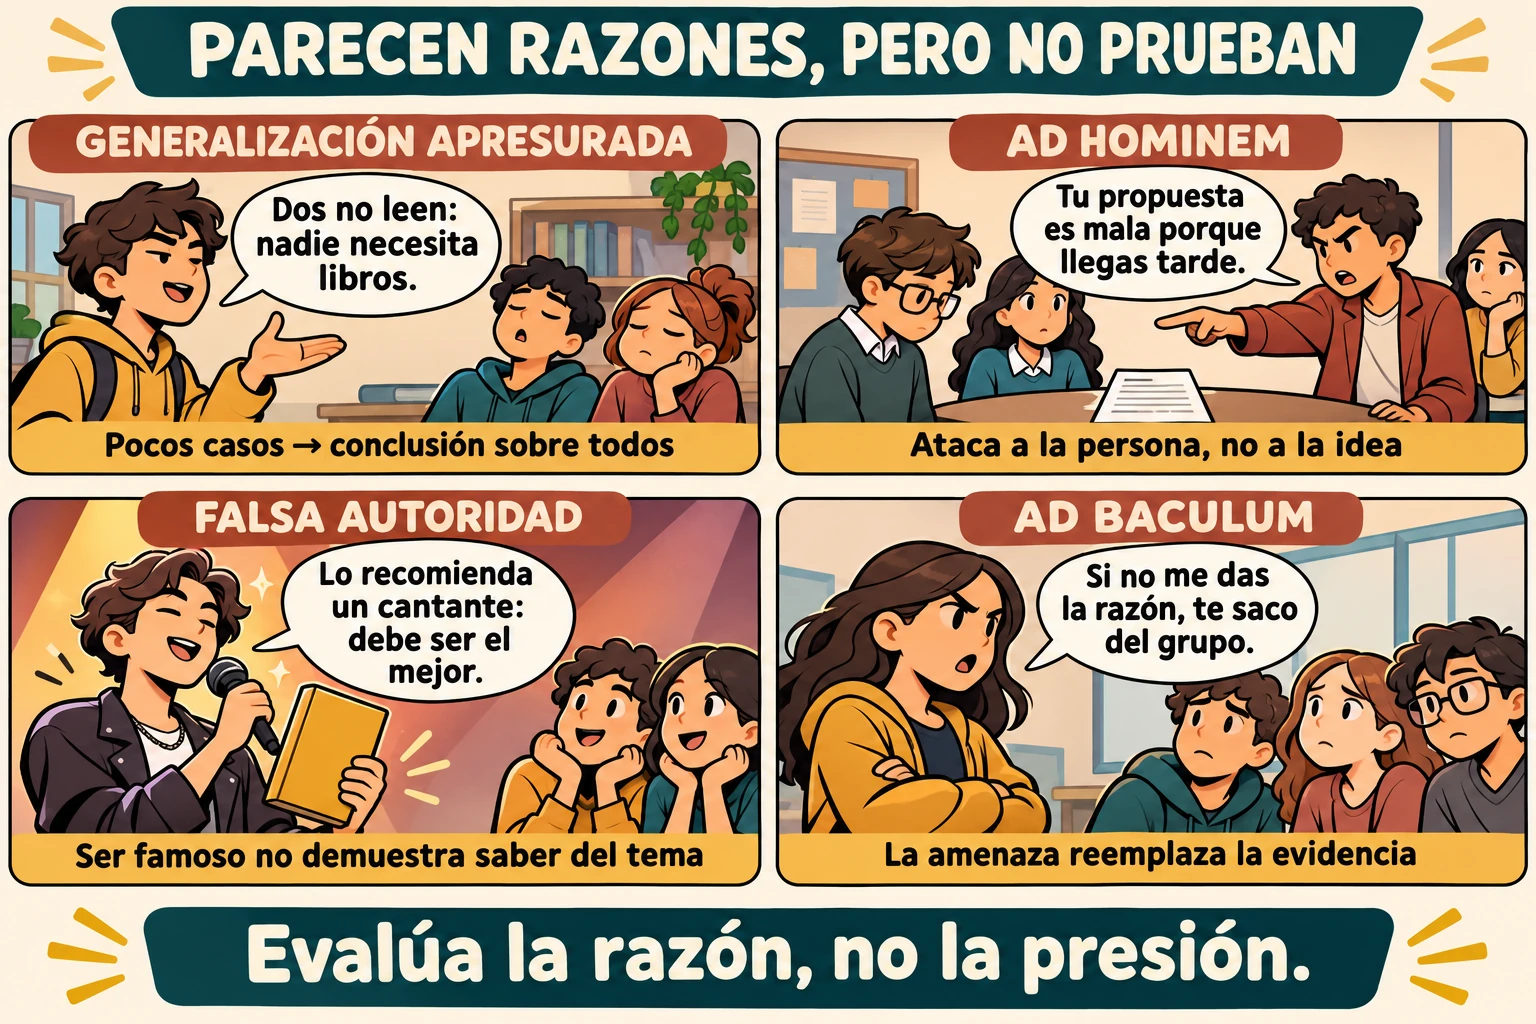 PARECEN RAZONES, PERO NO PRUEBAN
GENERALIZACIÓN APRESURADA
Dos no leen:
nadie necesita
libros.
Pocos casos → conclusión sobre todos
AD HOMINEM
Tu propuesta
es mala porque
llegas tarde.
Ataca a la persona, no a la idea
FALSA AUTORIDAD
Lo recomienda
un cantante:
debe ser el
mejor.
Ser famoso no demuestra saber del tema
AD BACULUM
Si no me das
la razón, te saco
del grupo.
La amenaza reemplaza la evidencia
Evalúa la razón, no la presión.